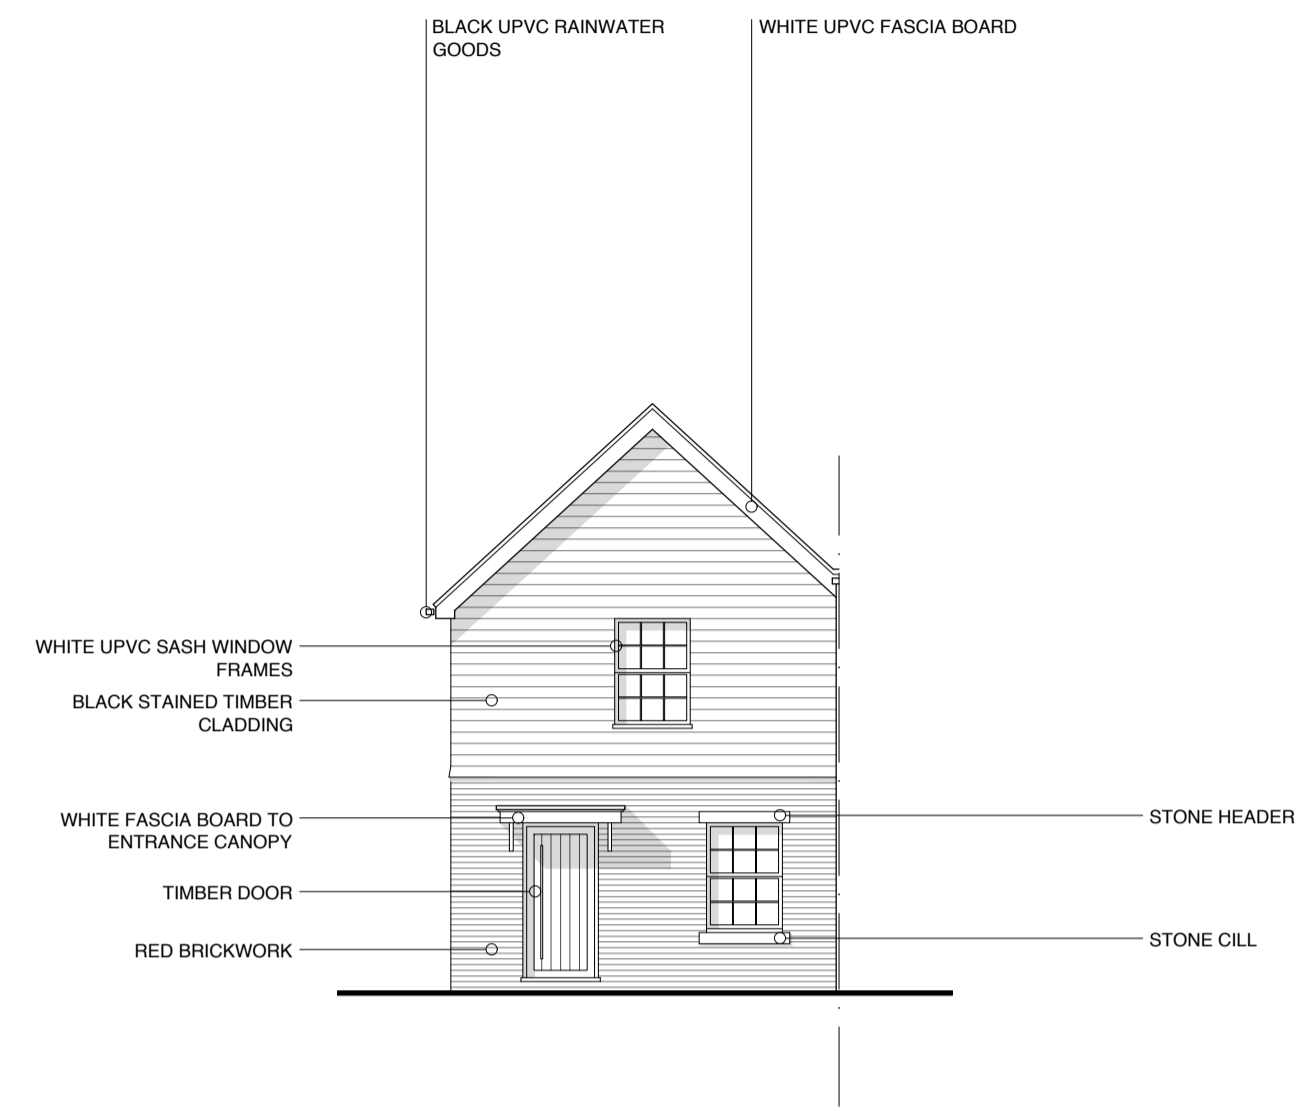 BLACK UPVC RAINWATER
GOODS
WHITE UPVC FASCIA BOARD
WHITE UPVC SASH WINDOW
FRAMES
BLACK STAINED TIMBER
CLADDING
WHITE FASCIA BOARD TO
ENTRANCE CANOPY
TIMBER DOOR
RED BRICKWORK
STONE HEADER
STONE CILL